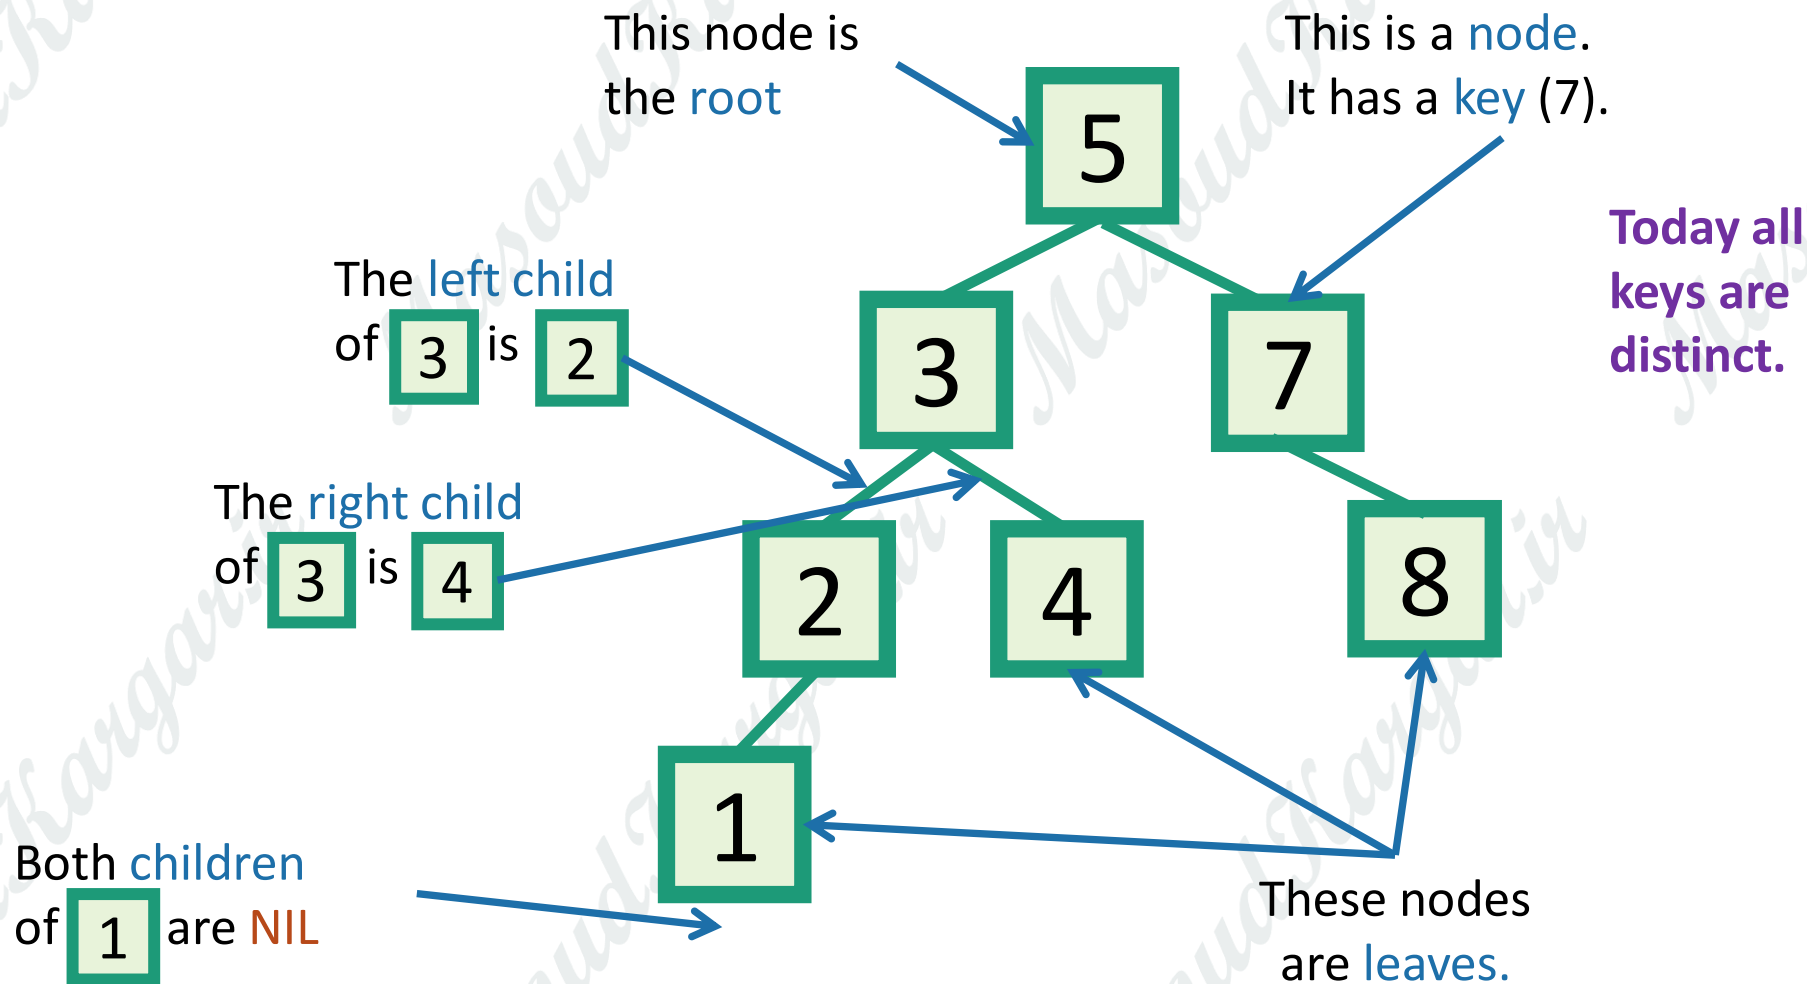 This node is
the root
This is a node.
It has a key (7).
5
Today all
keys are
distinct.
The left child
of 3 is 2
3
7
The right child
of 3 is 4
2
4
8
1
Both children
of 1 are NIL
These nodes
are leaves.
MasoudKargar.ir